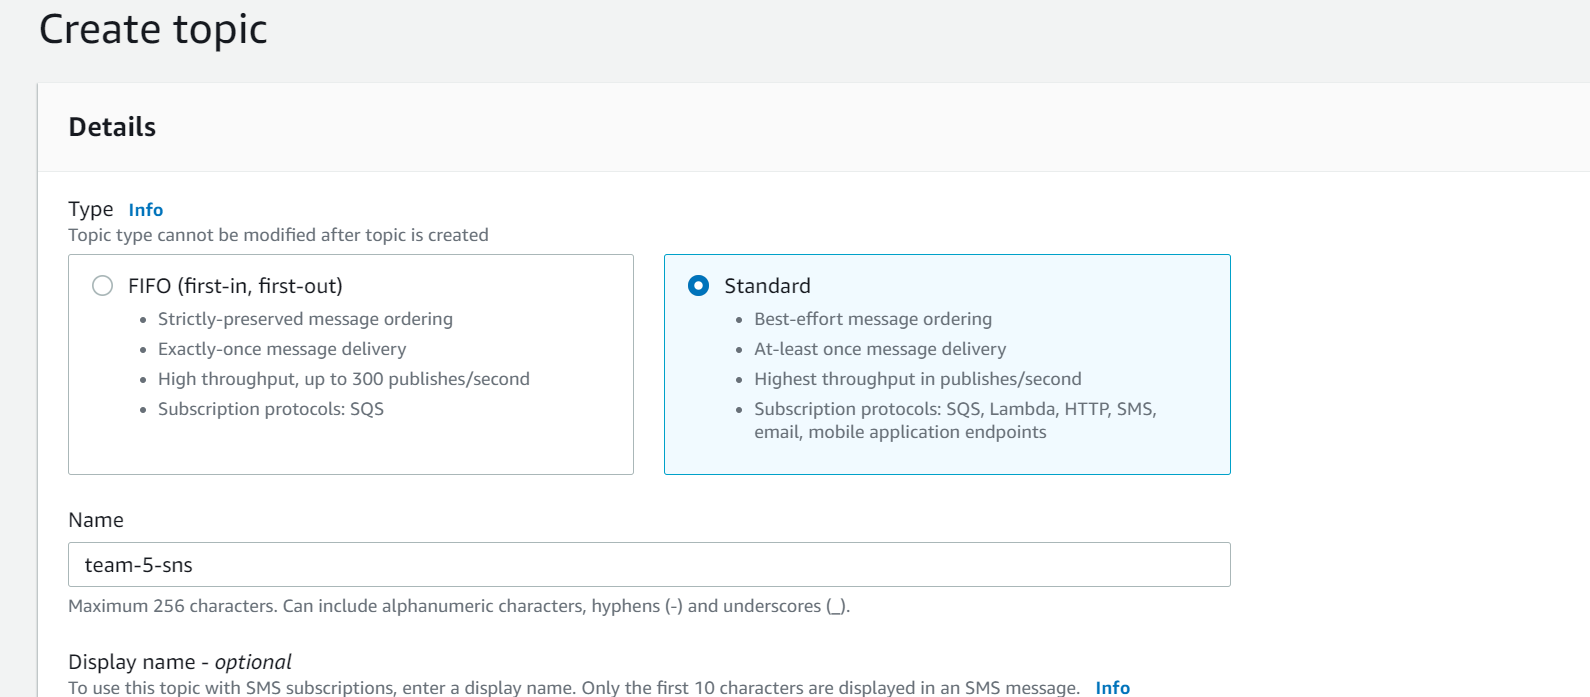 Create topic
Details
Type Info
Topic type cannot be modified after topic is created
FIFO (first-in, first-out)
• Strictly-preserved message ordering
• Exactly-once message delivery
• High throughput, up to 300 publishes/second
• Subscription protocols: SQS
Standard
• Best-effort message ordering
• At-least once message delivery
• Highest throughput in publishes/second
• Subscription protocols: SQS, Lambda, HTTP, SMS,
email, mobile application endpoints
Name
team-5-sns
Maximum 256 characters. Can include alphanumeric characters, hyphens (-) and underscores (_).
Display name - optional
To use this topic with SMS subscriptions, enter a display name. Only the first 10 characters are displayed in an SMS message. Info